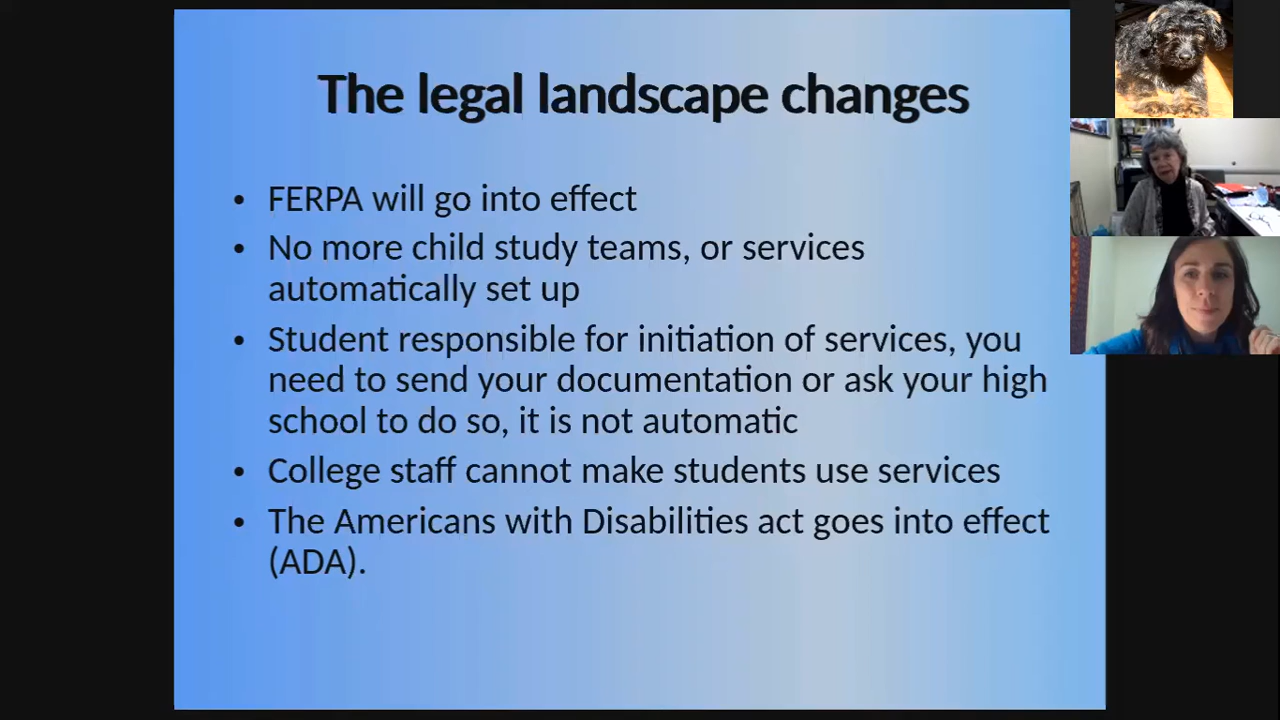 The legal landscape changes
• FERPA will go into effect
• No more child study teams, or services
automatically set up
• Student responsible for initiation of services, you
need to send your documentation or ask your high
school to do so, it is not automatic
• College staff cannot make students use services
• The Americans with Disabilities act goes into effect
(ADA).